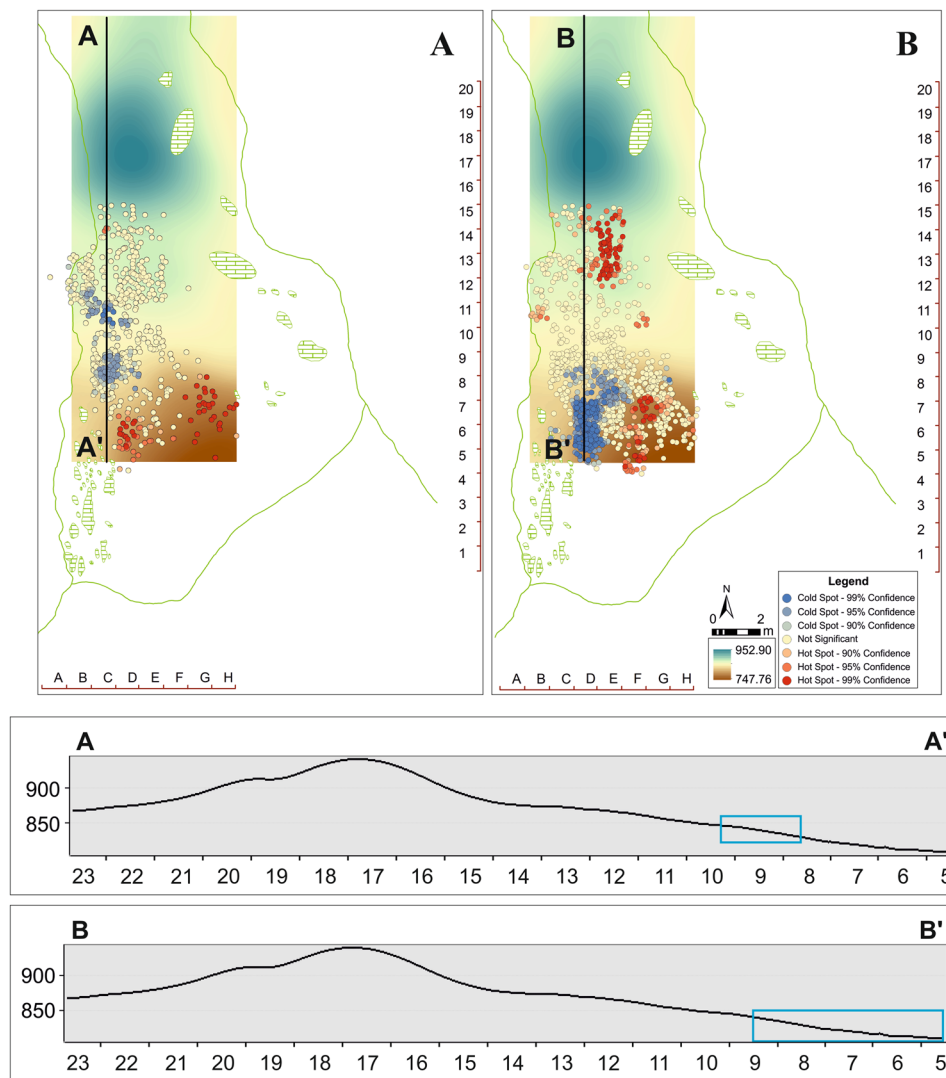 A
A
20
19
18
17
16
15
14
13
12
11
10
9
8
7
6
5
4
3
2
1
A'
A B C D E F G H
B
B
20
19
18
17
16
15
14
13
12
11
10
9
8
7
6
5
4
3
2
1
B'
A B C D E F G H
N
0 2
m
952.90
747.76
Legend
Cold Spot - 99% Confidence
Cold Spot - 95% Confidence
Cold Spot - 90% Confidence
Not Significant
Hot Spot - 90% Confidence
Hot Spot - 95% Confidence
Hot Spot - 99% Confidence
A A'
900
850
23 22 21 20 19 18 17 16 15 14 13 12 11 10 9 8 7 6 5
B B'
900
850
23 22 21 20 19 18 17 16 15 14 13 12 11 10 9 8 7 6 5